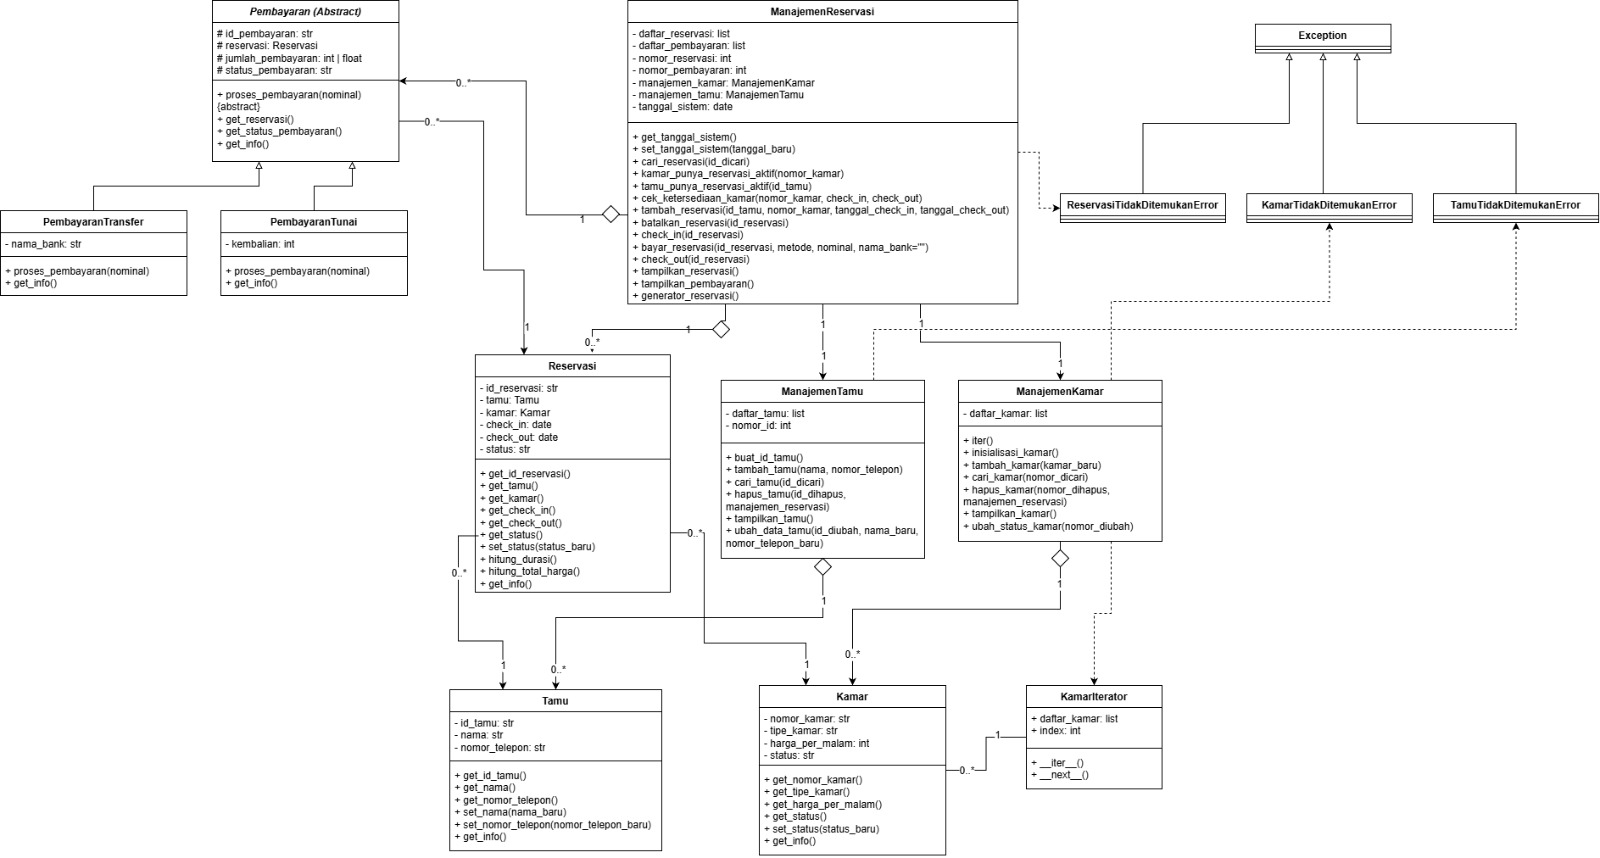 Pembayaran (Abstract)
# id_pembayaran: str
# reservasi: Reservasi
# jumlah_pembayaran: int | float
# status_pembayaran: str
+ proses_pembayaran(nominal)
{abstract}
+ get_reservasi()
+ get_status_pembayaran()
+ get_info()
PembayaranTransfer
- nama_bank: str
+ proses_pembayaran(nominal)
+ get_info()
PembayaranTunai
- kembalian: int
+ proses_pembayaran(nominal)
+ get_info()
0..*
0..*
1
1
ManajemenReservasi
- daftar_reservasi: list
- daftar_pembayaran: list
- nomor_reservasi: int
- nomor_pembayaran: int
- manajemen_kamar: ManajemenKamar
- manajemen_tamu: ManajemenTamu
- tanggal_sistem: date
+ get_tanggal_sistem()
+ set_tanggal_sistem(tanggal_baru)
+ cari_reservasi(id_dicari)
+ kamar_punya_reservasi_aktif(nomor_kamar)
+ tamu_punya_reservasi_aktif(id_tamu)
+ cek_ketersediaan_kamar(nomor_kamar, check_in, check_out)
+ tambah_reservasi(id_tamu, nomor_kamar, tanggal_check_in, tanggal_check_out)
+ batalkan_reservasi(id_reservasi)
+ check_in(id_reservasi)
+ bayar_reservasi(id_reservasi, metode, nominal, nama_bank="")
+ check_out(id_reservasi)
+ tampilkan_reservasi()
+ tampilkan_pembayaran()
+ generator_reservasi()
Exception
ReservasiTidakDitemukanError
KamarTidakDitemukanError
TamuTidakDitemukanError
1
0..*
1
1
1
1
Reservasi
- id_reservasi: str
- tamu: Tamu
- kamar: Kamar
- check_in: date
- check_out: date
- status: str
+ get_id_reservasi()
+ get_tamu()
+ get_kamar()
+ get_check_in()
+ get_check_out()
+ get_status()
+ set_status(status_baru)
+ hitung_durasi()
+ hitung_total_harga()
+ get_info()
ManajemenTamu
- daftar_tamu: list
- nomor_id: int
+ buat_id_tamu()
+ tambah_tamu(nama, nomor_telepon)
+ cari_tamu(id_dicari)
+ hapus_tamu(id_dihapus,
manajemen_reservasi)
+ tampilkan_tamu()
+ ubah_data_tamu(id_diubah, nama_baru,
nomor_telepon_baru)
ManajemenKamar
- daftar_kamar: list
+ iter()
+ inisialisasi_kamar()
+ tambah_kamar(kamar_baru)
+ cari_kamar(nomor_dicari)
+ hapus_kamar(nomor_dihapus,
manajemen_reservasi)
+ tampilkan_kamar()
+ ubah_status_kamar(nomor_diubah)
0..*
0..*
1
1
1
0..*
1
0..*
Tamu
- id_tamu: str
- nama: str
- nomor_telepon: str
+ get_id_tamu()
+ get_nama()
+ get_nomor_telepon()
+ set_nama(nama_baru)
+ set_nomor_telepon(nomor_telepon_baru)
+ get_info()
Kamar
- nomor_kamar: str
- tipe_kamar: str
- harga_per_malam: int
- status: str
+ get_nomor_kamar()
+ get_tipe_kamar()
+ get_harga_per_malam()
+ get_status()
+ set_status(status_baru)
+ get_info()
0..*
1
KamarIterator
+ daftar_kamar: list
+ index: int
+ __iter__()
+ __next__()